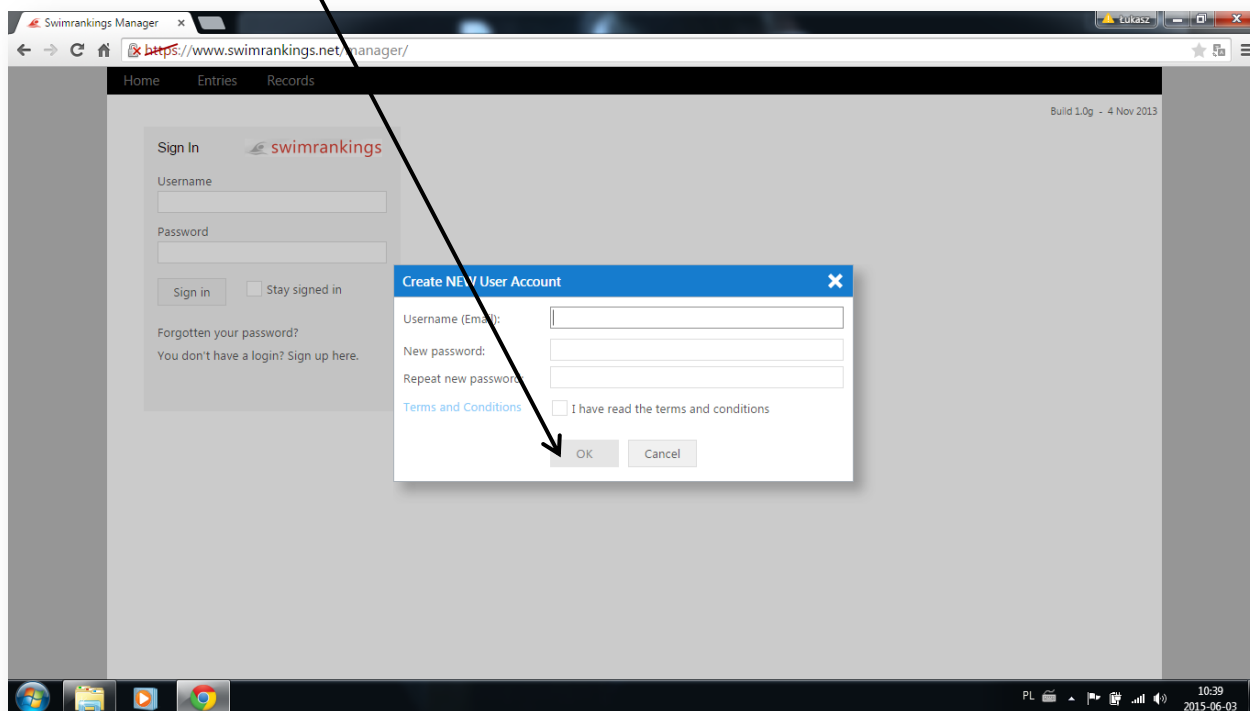 Swimrankings Manager
Łukasz
https://www.swimrankings.net/manager/
Home Entries Records
Build 1.0g - 4 Nov 2013
Sign In swimrankings
Username
Password
Sign in Stay signed in
Forgotten your password?
You don't have a login? Sign up here.
Create NEW User Account
Username (Email):
New password:
Repeat new password:
Terms and Conditions I have read the terms and conditions
OK Cancel
PL 10:39
2015-06-03